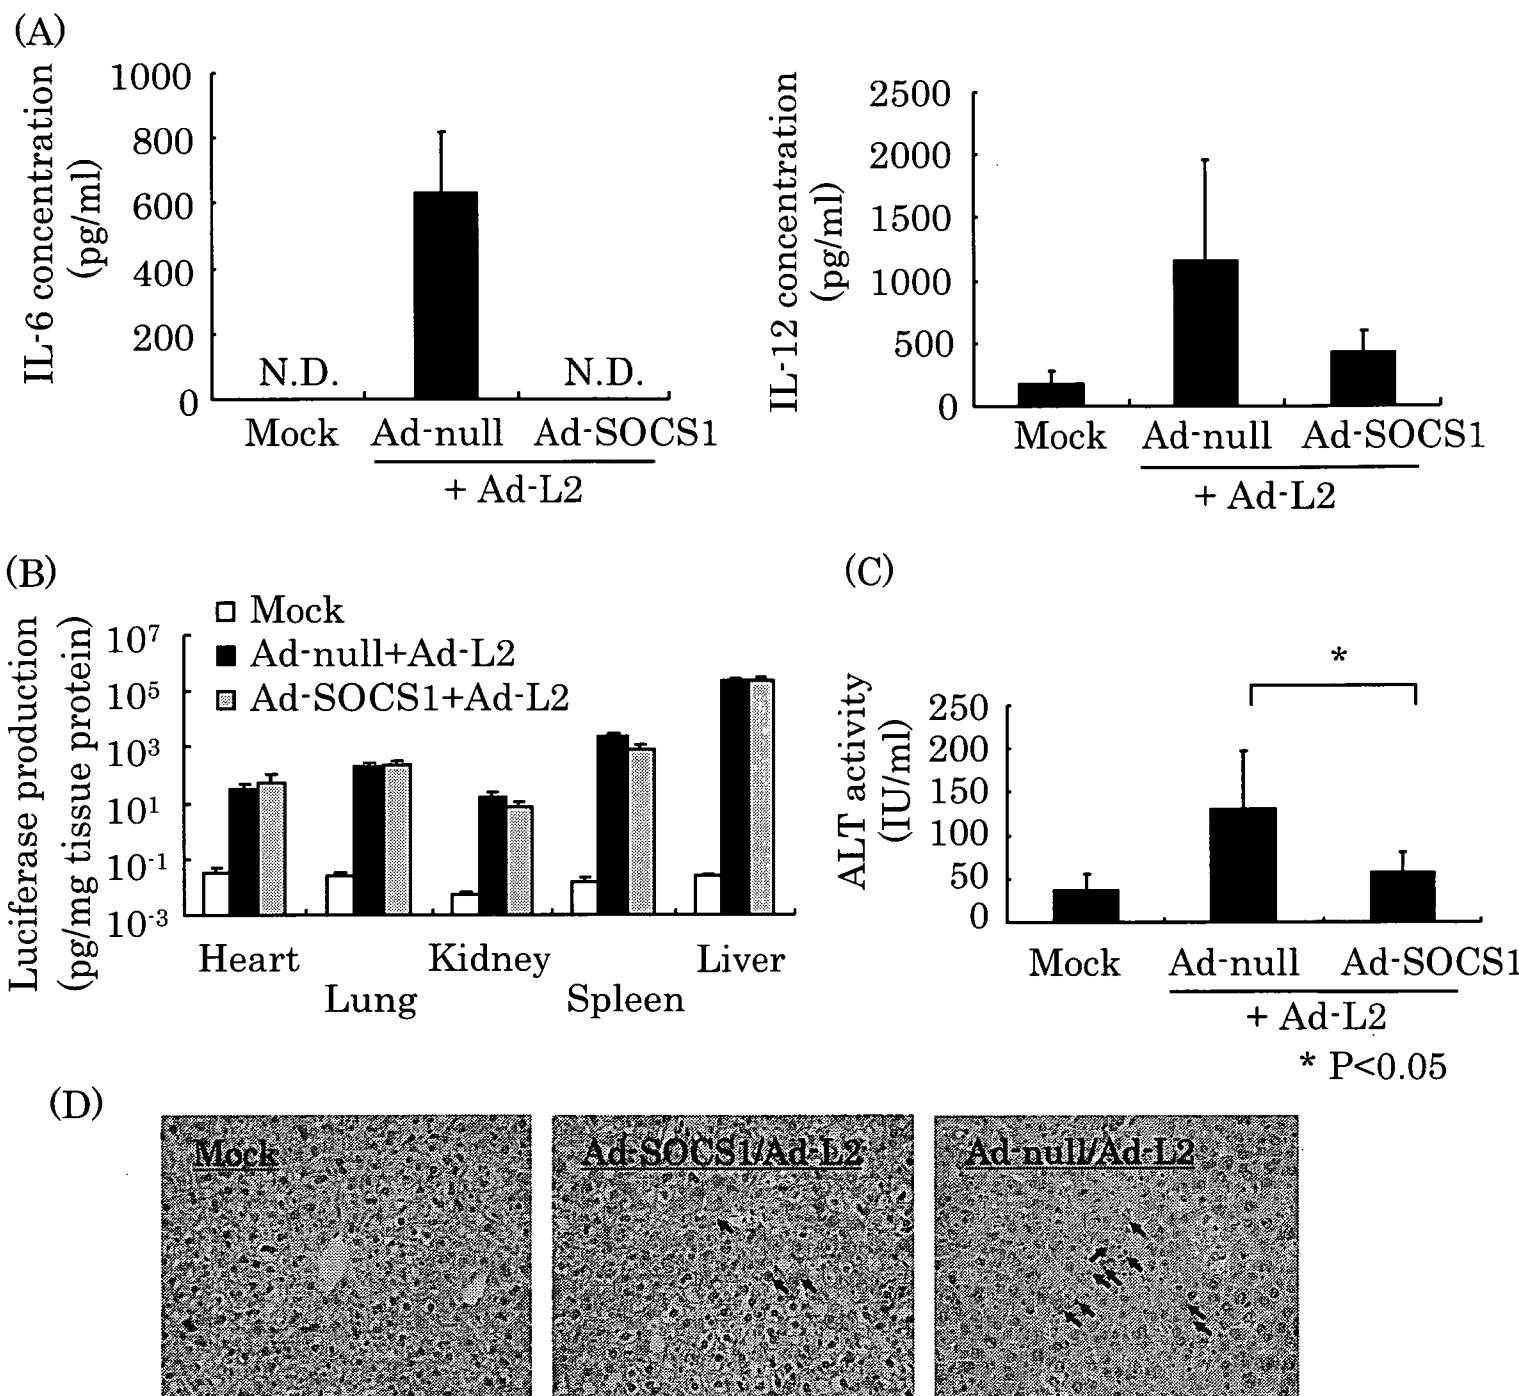 (A)
IL-6 concentration
(pg/ml)
1000
800
600
400
200
0
N.D.
N.D.
Mock
Ad-null
Ad-SOCS1
+ Ad-L2
IL-12 concentration
(pg/ml)
2500
2000
1500
1000
500
0
Mock
Ad-null
Ad-SOCS1
+ Ad-L2
(B)
Luciferase production
(pg/mg tissue protein)
Mock
Ad-null+Ad-L2
Ad-SOCS1+Ad-L2
10⁷
10⁵
10³
10¹
10⁻¹
10⁻³
Heart
Lung
Kidney
Spleen
Liver
(C)
ALT activity
(IU/ml)
250
200
150
100
50
0
*
Mock
Ad-null
Ad-SOCS1
+ Ad-L2
* P<0.05
(D)
Mock
Ad-SOCS1/Ad-L2
Ad-null/Ad-L2